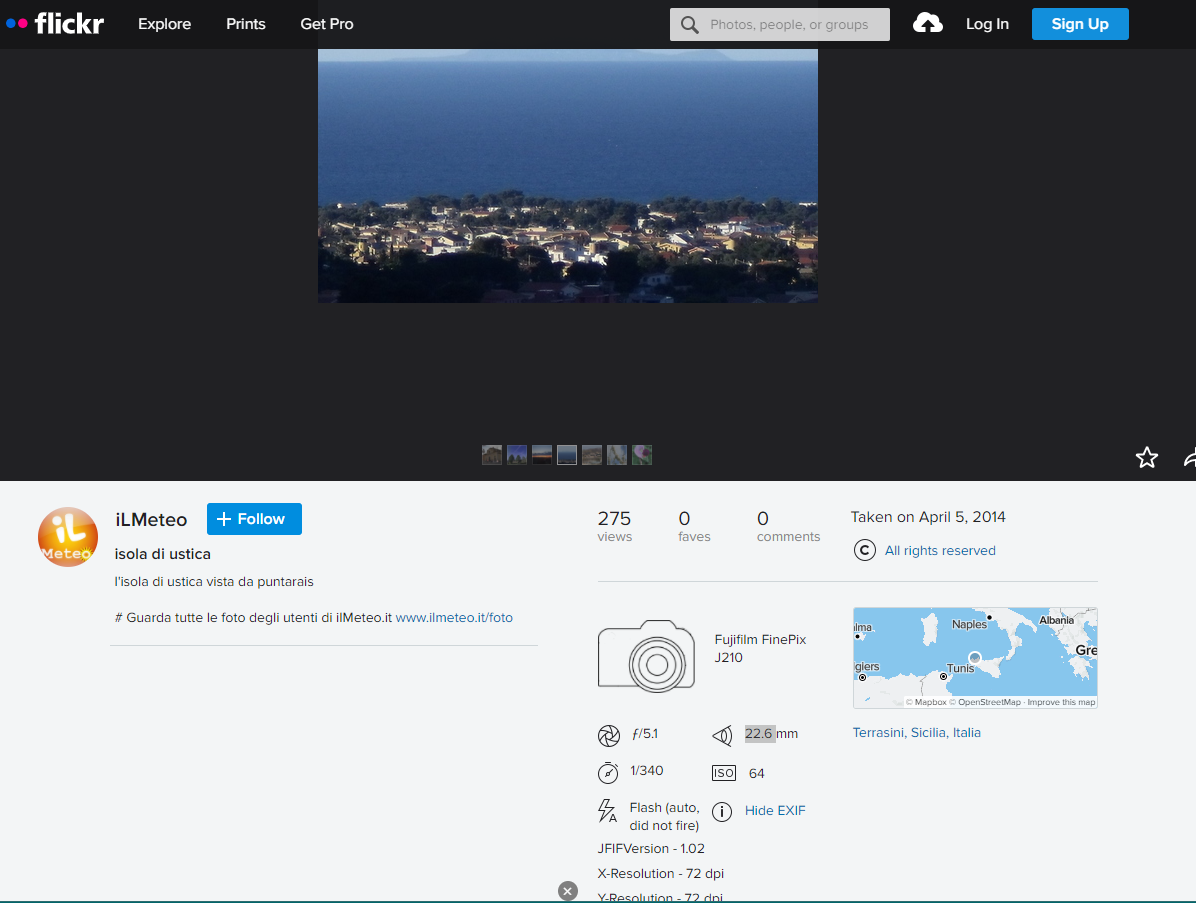 flickr Explore Prints Get Pro Photos, people, or groups Log In Sign Up
iL
Meteo
iLMeteo + Follow
isola di ustica
l'isola di ustica vista da puntarais
# Guarda tutte le foto degli utenti di ilMeteo.it www.ilmeteo.it/foto
275 0 0
views faves comments
Taken on April 5, 2014
C All rights reserved
Fujifilm FinePix
J210
ƒ/5.1 22.6 mm
1/340 ISO 64
Flash (auto,
did not fire)
A
i Hide EXIF
JFIFVersion - 1.02
X-Resolution - 72 dpi
Y-Resolution - 72 dpi
Naples Albania
lma
Gre
giers Tunis
© Mapbox © OpenStreetMap · Improve this map
Terrasini, Sicilia, Italia